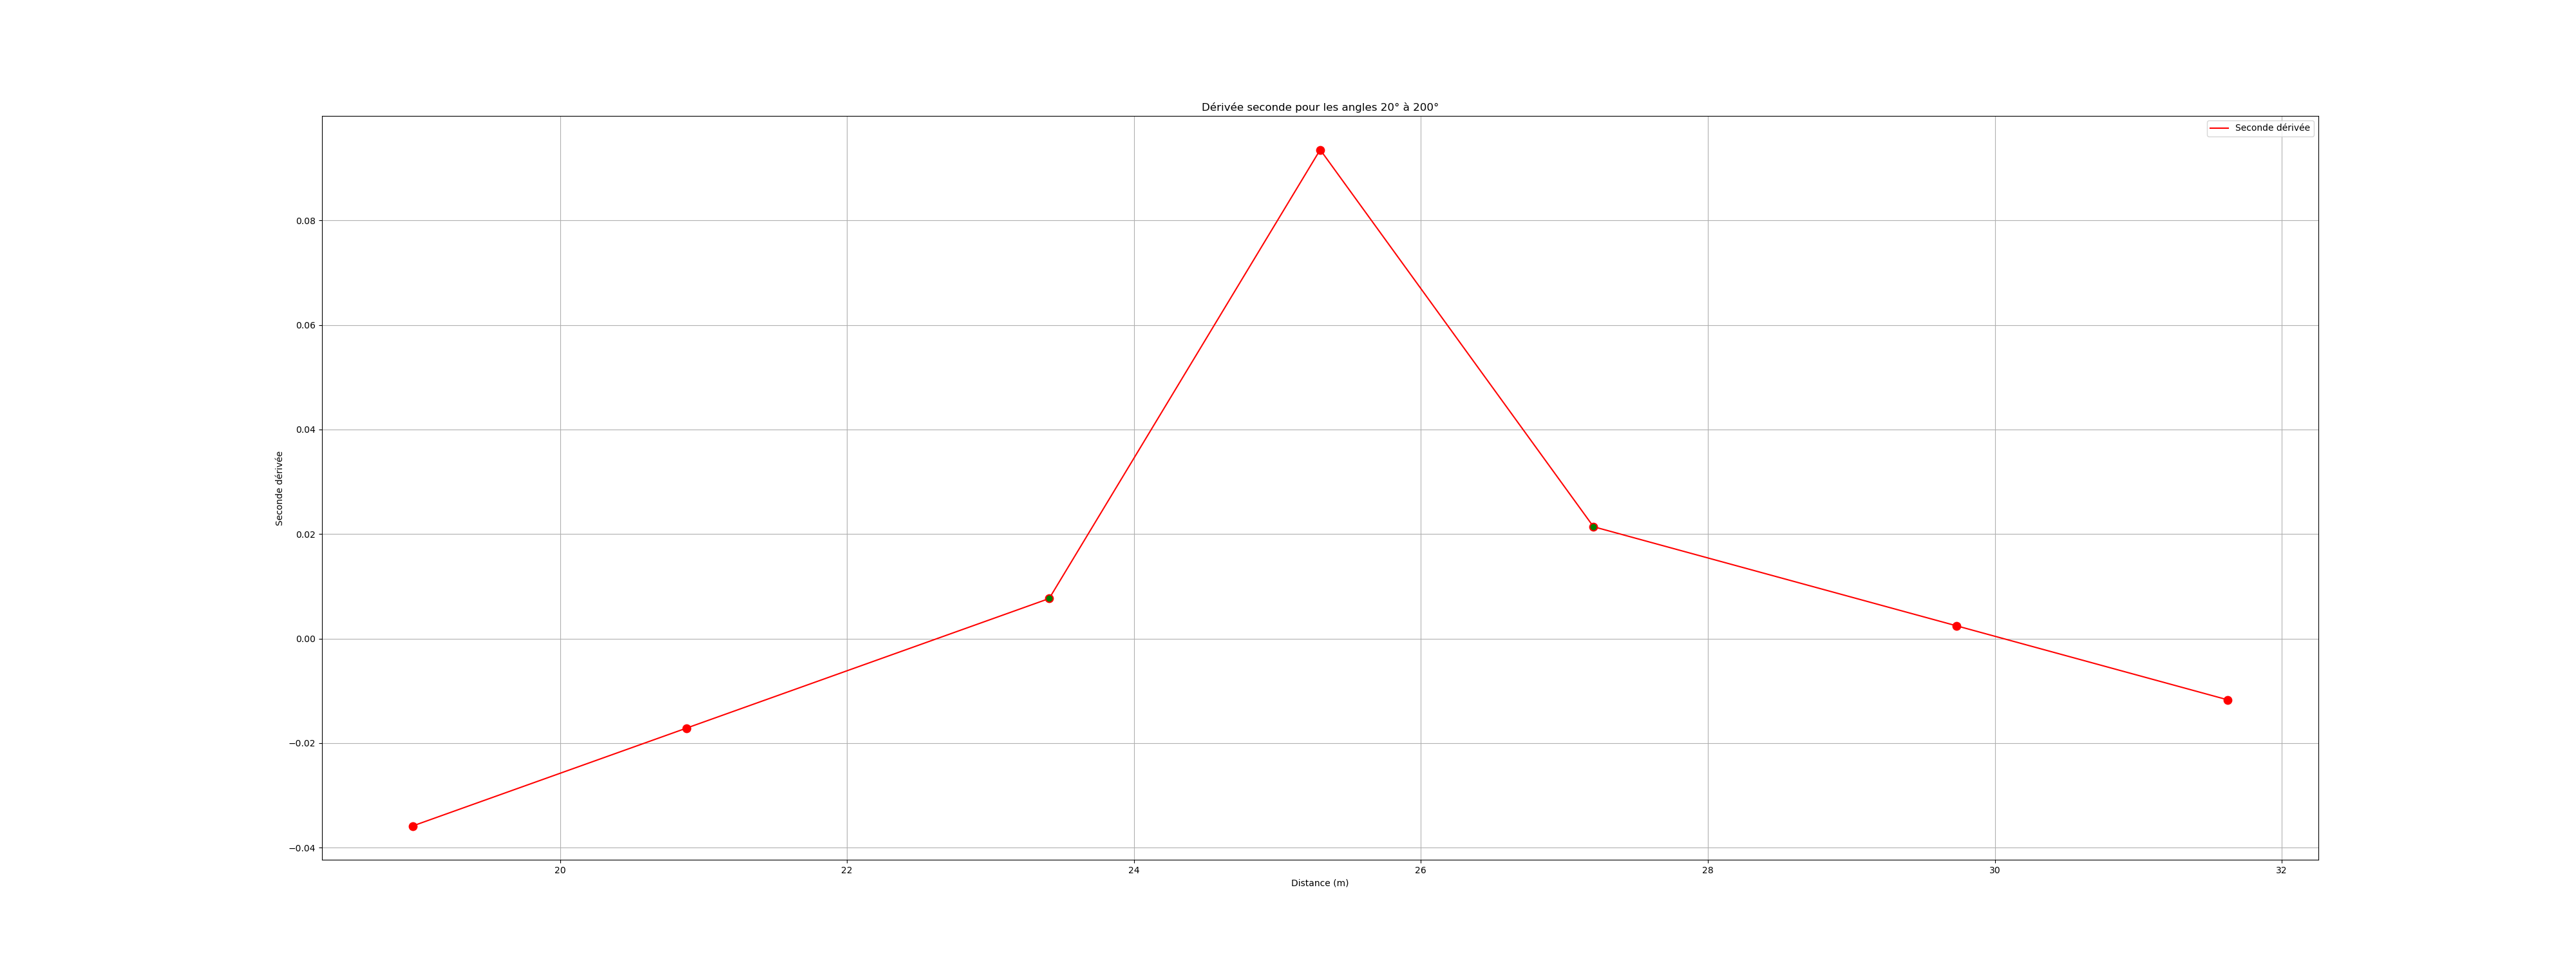 Dérivée seconde pour les angles 20° à 200°
Seconde dérivée
Seconde dérivée
0.08
0.06
0.04
0.02
0.00
−0.02
−0.04
20 22 24 26 28 30 32
Distance (m)